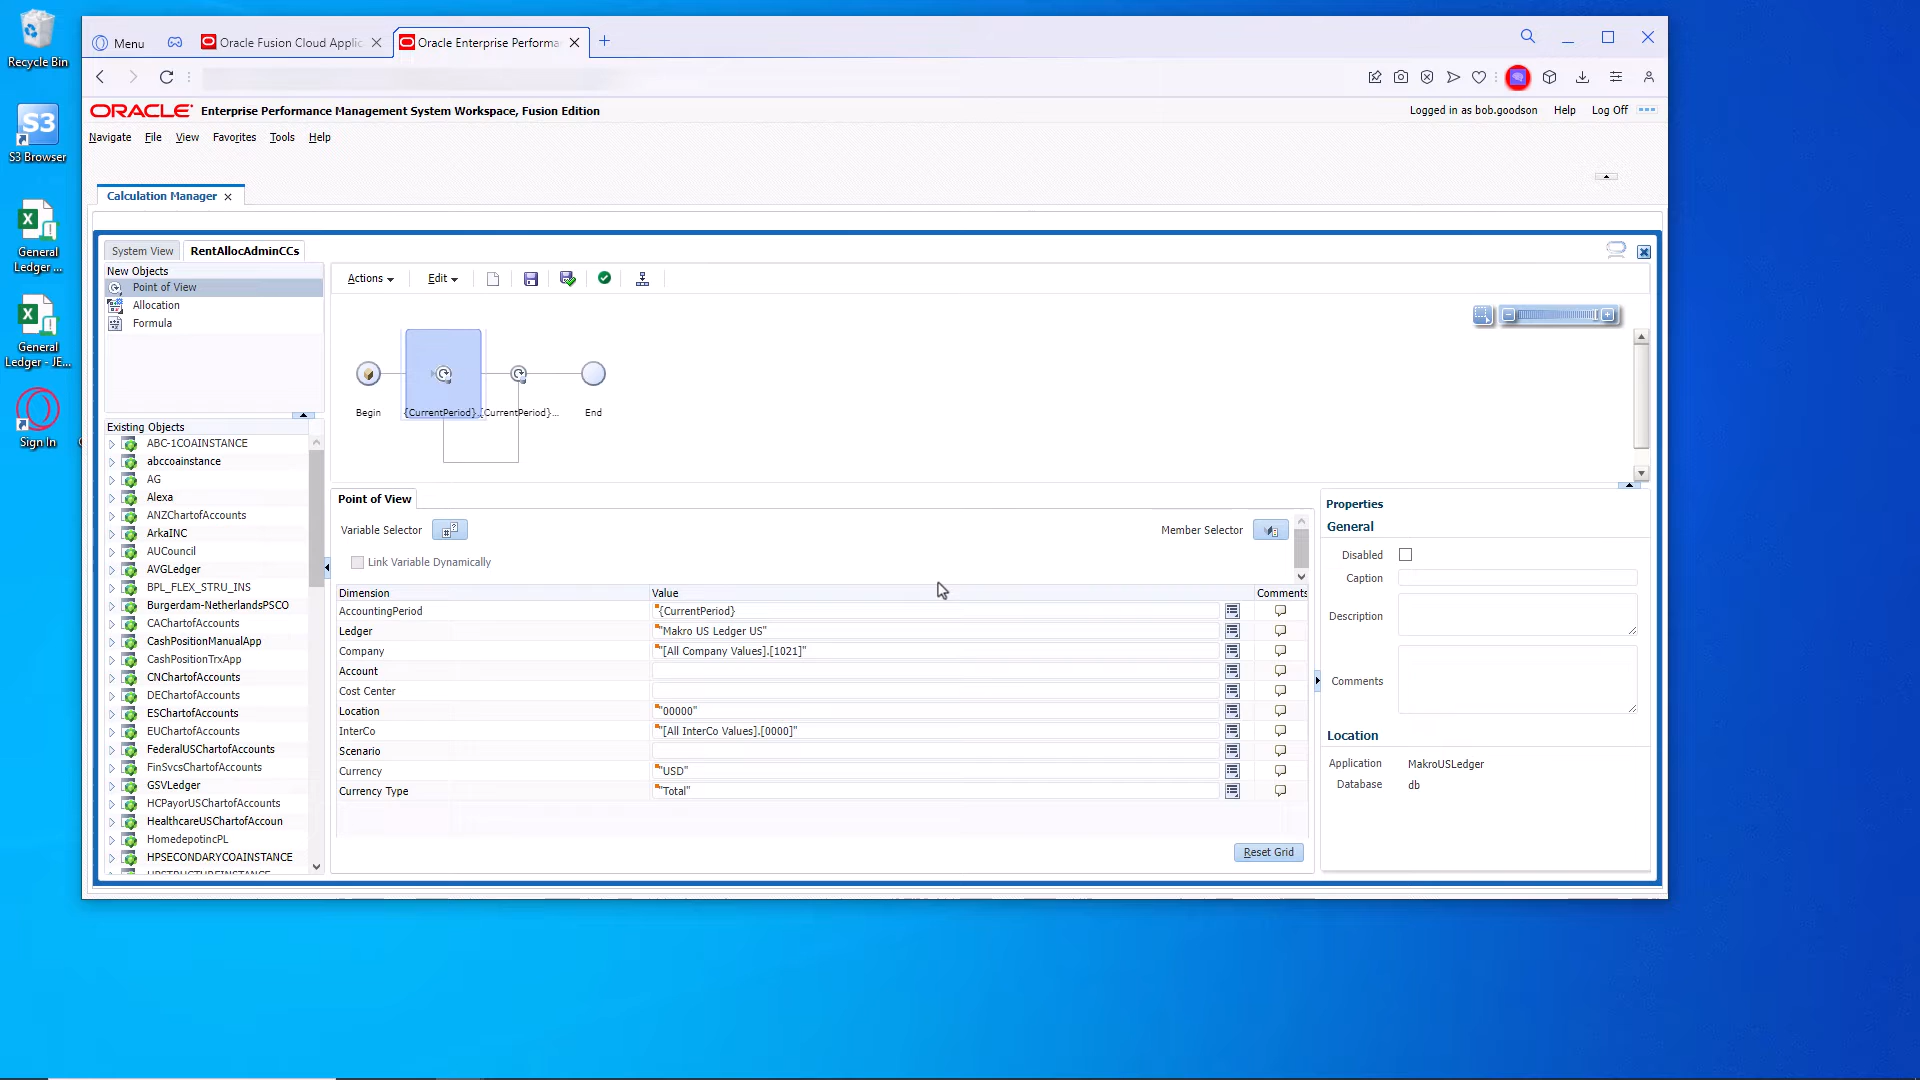 Recycle Bin
S3 Browser
General
Ledger ...
General
Ledger - JE...
Sign In
Menu
Oracle Fusion Cloud Applic
Oracle Enterprise Performa
ORACLE Enterprise Performance Management System Workspace, Fusion Edition
Logged in as bob.goodson Help Log Off
Navigate File View Favorites Tools Help
Calculation Manager
System View RentAllocAdminCCs
New Objects
Point of View
Allocation
Formula
Actions Edit
Begin {CurrentPeriod} {CurrentPeriod}... End
Existing Objects
ABC-1COAINSTANCE
abccoainstance
AG
Alexa
ANZChartofAccounts
ArkaINC
AUCouncil
AVGLedger
BPL_FLEX_STRU_INS
Burgerdam-NetherlandsPSCO
CAChartofAccounts
CashPositionManualApp
CashPositionTrxApp
CNChartofAccounts
DEChartofAccounts
ESChartofAccounts
EUChartofAccounts
FederalUSChartofAccounts
FinSvcsChartofAccounts
GSVLedger
HCPayorUSChartofAccounts
HealthcareUSChartofAccoun
HomedepotincPL
HPSECONDARYCOAINSTANCE
Point of View
Variable Selector
Member Selector
Link Variable Dynamically
Dimension Value Comments
AccountingPeriod {CurrentPeriod}
Ledger "Makro US Ledger US"
Company "[All Company Values].[1021]"
Account
Cost Center
Location "00000"
InterCo "[All InterCo Values].[0000]"
Scenario
Currency "USD"
Currency Type "Total"
Reset Grid
Properties
General
Disabled
Caption
Description
Comments
Location
Application MakroUSLedger
Database db